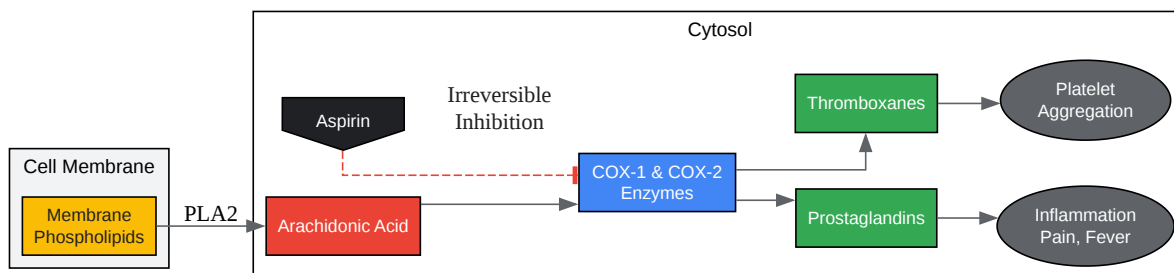 Cytosol
Irreversible
Inhibition
Aspirin
Thromboxanes
Platelet
Aggregation
Cell Membrane
Membrane
Phospholipids
PLA2
Arachidonic Acid
COX-1 & COX-2
Enzymes
Prostaglandins
Inflammation
Pain, Fever